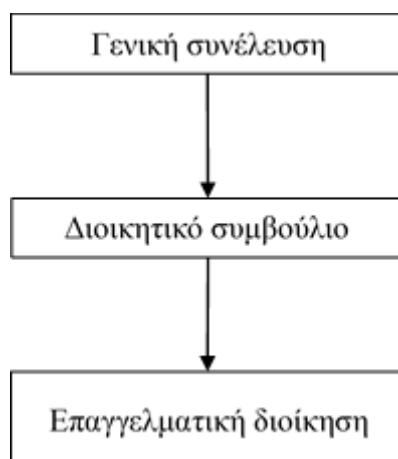 Γενική συνέλευση
Διοικητικό συμβούλιο
Επαγγελματική διοίκηση